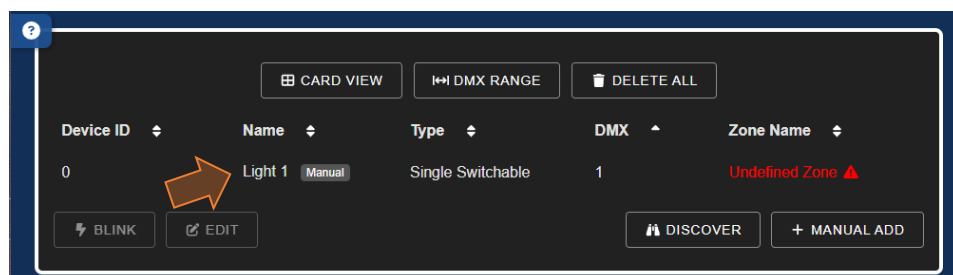 ?
CARD VIEW DMX RANGE DELETE ALL
Device ID Name Type DMX Zone Name
0 Light 1 Manual Single Switchable 1 Undefined Zone
BLINK EDIT DISCOVER + MANUAL ADD